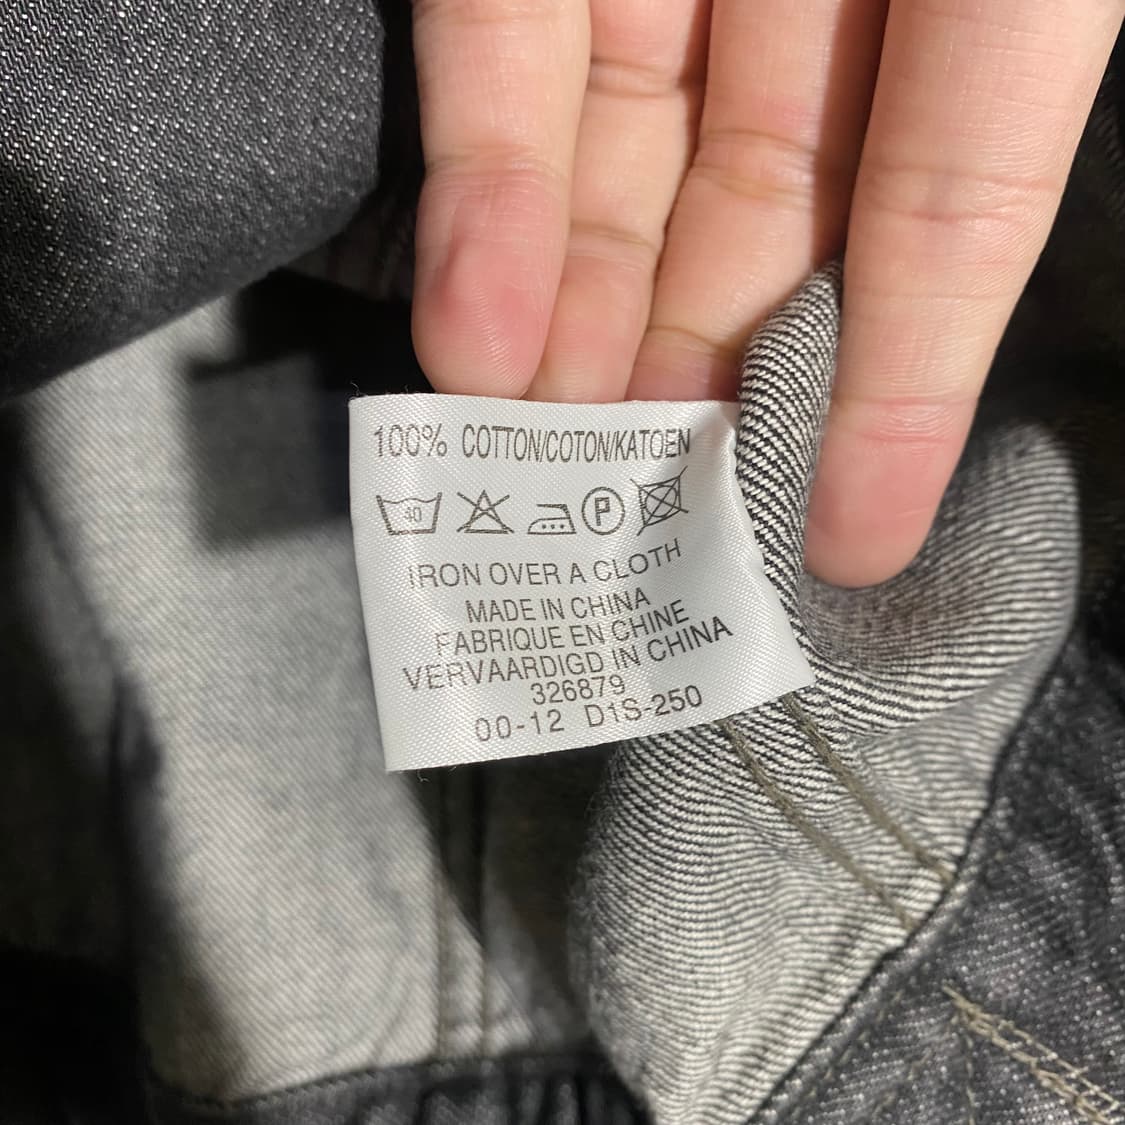 100% COTTON/COTON/KATOEN
40 P
IRON OVER A CLOTH
MADE IN CHINA
FABRIQUE EN CHINE
VERVAARDIGD IN CHINA
326879
00-12 D1S-250